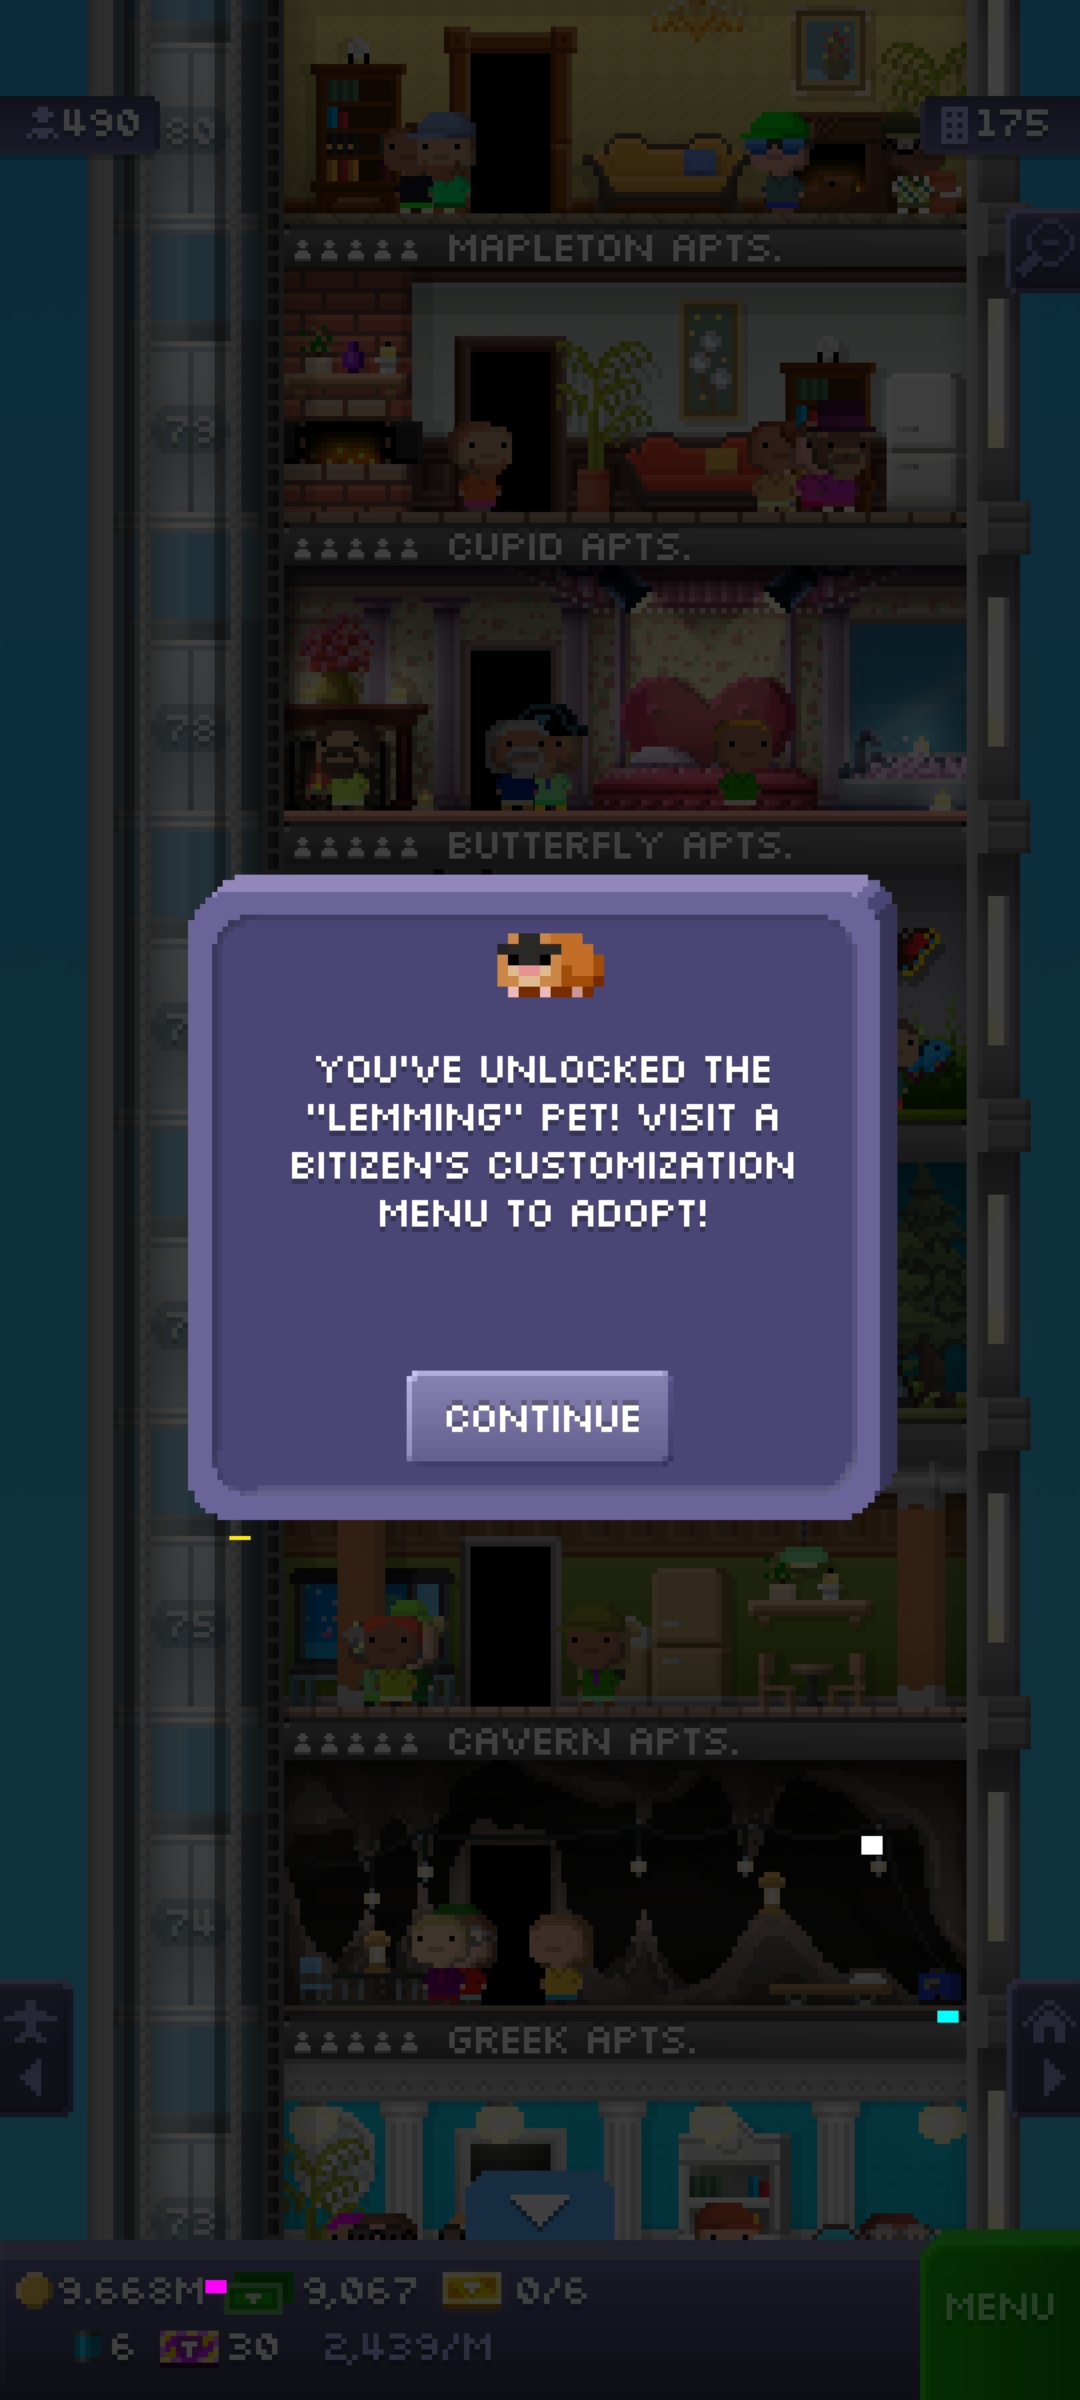 490
80
175
MAPLETON APTS.
79
CUPID APTS.
78
BUTTERFLY APTS.
YOU'VE UNLOCKED THE
"LEMMING" PET! VISIT A
BITIZEN'S CUSTOMIZATION
MENU TO ADOPT!
CONTINUE
75
CAVERN APTS.
74
GREEK APTS.
73
9.668M 9,067 0/6
MENU
6 T 30 2,439/M